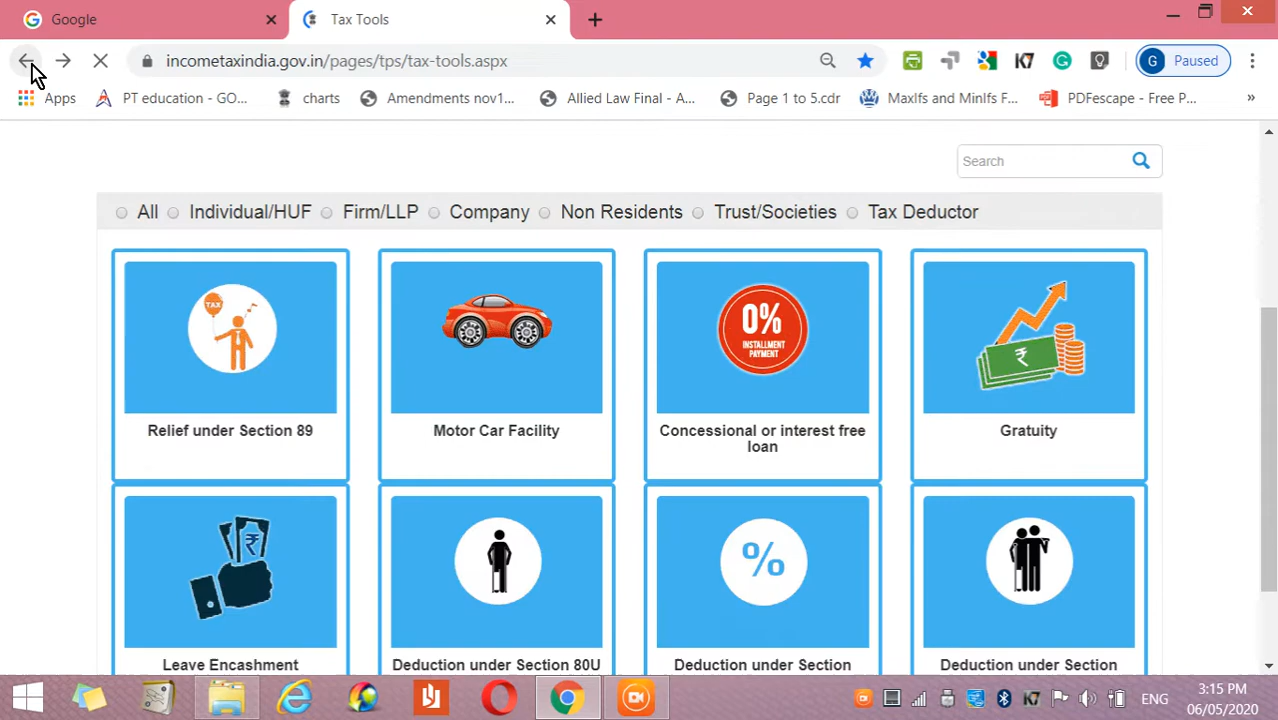 Google
Tax Tools
incometaxindia.gov.in/pages/tps/tax-tools.aspx
G
Paused
Apps
PT education - GO...
charts
Amendments nov1...
Allied Law Final - A...
Page 1 to 5.cdr
MaxIfs and MinIfs F...
PDFescape - Free P...
»
Search
All
Individual/HUF
Firm/LLP
Company
Non Residents
Trust/Societies
Tax Deductor
TAX
0%
INSTALLMENT
PAYMENT
₹
Relief under Section 89
Motor Car Facility
Concessional or interest free
loan
Gratuity
₹
%
Leave Encashment
Deduction under Section 80U
Deduction under Section
Deduction under Section
ENG
3:15 PM
06/05/2020